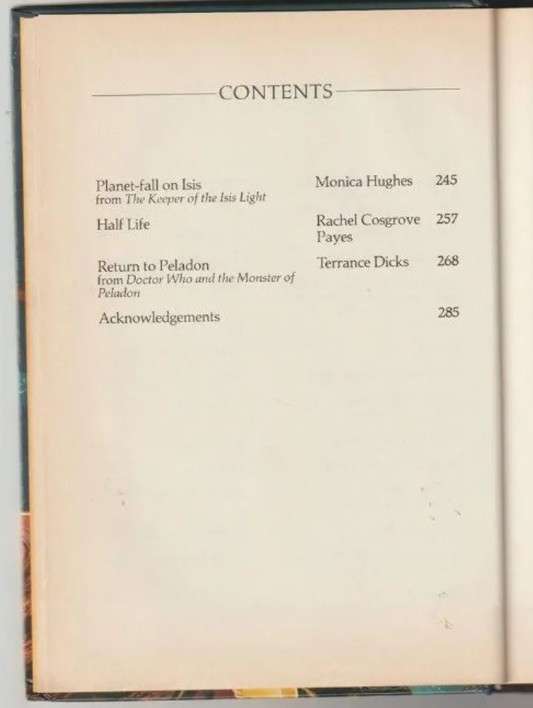 CONTENTS
Planet-fall on Isis Monica Hughes 245
from The Keeper of the Isis Light
Half Life Rachel Cosgrove 257
Payes
Return to Peladon Terrance Dicks 268
from Doctor Who and the Monster of
Peladon
Acknowledgements 285